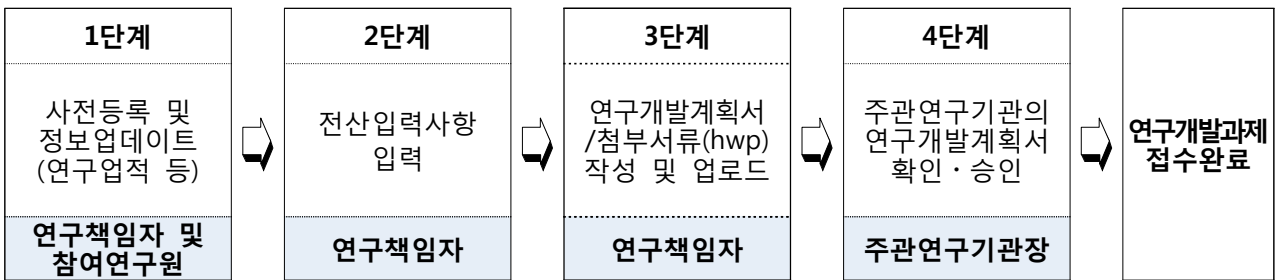 1단계
사전등록 및
정보업데이트
(연구업적 등)
연구책임자 및
참여연구원
2단계
전산입력사항
입력
연구책임자
3단계
연구개발계획서
/첨부서류(hwp)
작성 및 업로드
연구책임자
4단계
주관연구기관의
연구개발계획서
확인・승인
주관연구기관장
연구개발과제
접수완료